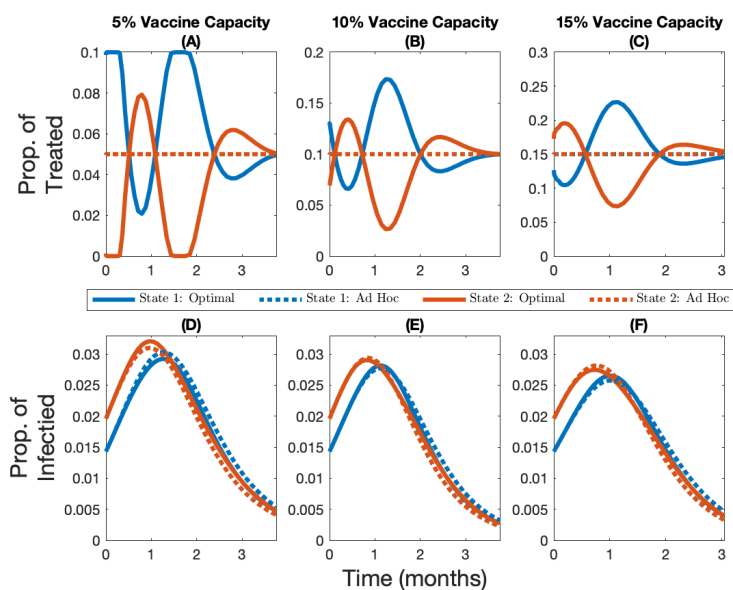 5% Vaccine Capacity 10% Vaccine Capacity 15% Vaccine Capacity
(A) (B) (C)
Prop. of
Treated
0.1
0.08
0.06
0.04
0.02
0
0 1 2 3
0.2
0.15
0.1
0.05
0
0 1 2 3
0.3
0.25
0.2
0.15
0.1
0.05
0
0 1 2 3
State 1: Optimal State 1: Ad Hoc State 2: Optimal State 2: Ad Hoc
(D) (E) (F)
Prop. of
Infectied
0.03
0.025
0.02
0.015
0.01
0.005
0
0 1 2 3
0.03
0.025
0.02
0.015
0.01
0.005
0
0 1 2 3
0.03
0.025
0.02
0.015
0.01
0.005
0
0 1 2 3
Time (months)